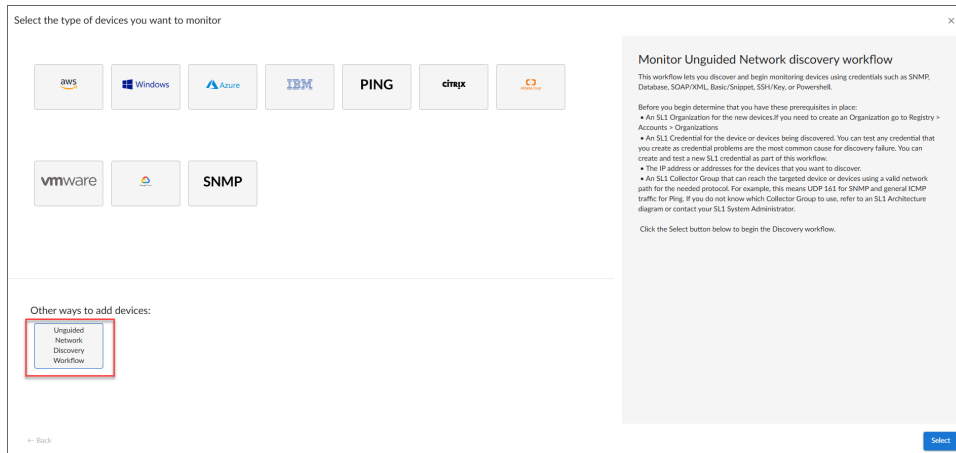 Select the type of devices you want to monitor
×
aws
Windows
Azure
IBM
PING
citrix
vmware
SNMP
Monitor Unguided Network discovery workflow
This workflow lets you discover and begin monitoring devices using credentials such as SNMP,
Database, SOAP/XML, Basic/Snippet, SSH/Key, or Powershell.
Before you begin determine that you have these prerequisites in place:
• An SL1 Organization for the new devices.If you need to create an Organization go to Registry >
Accounts > Organizations
• An SL1 Credential for the device or devices being discovered. You can test any credential that
you create as credential problems are the most common cause for discovery failure. You can
create and test a new SL1 credential as part of this workflow.
• The IP address or addresses for the devices that you want to discover.
• An SL1 Collector Group that can reach the targeted device or devices using a valid network
path for the needed protocol. For example, this means UDP 161 for SNMP and general ICMP
traffic for Ping. If you do not know which Collector Group to use, refer to an SL1 Architecture
diagram or contact your SL1 System Administrator.
Click the Select button below to begin the Discovery workflow.
Other ways to add devices:
Unguided
Network
Discovery
Workflow
← Back
Select